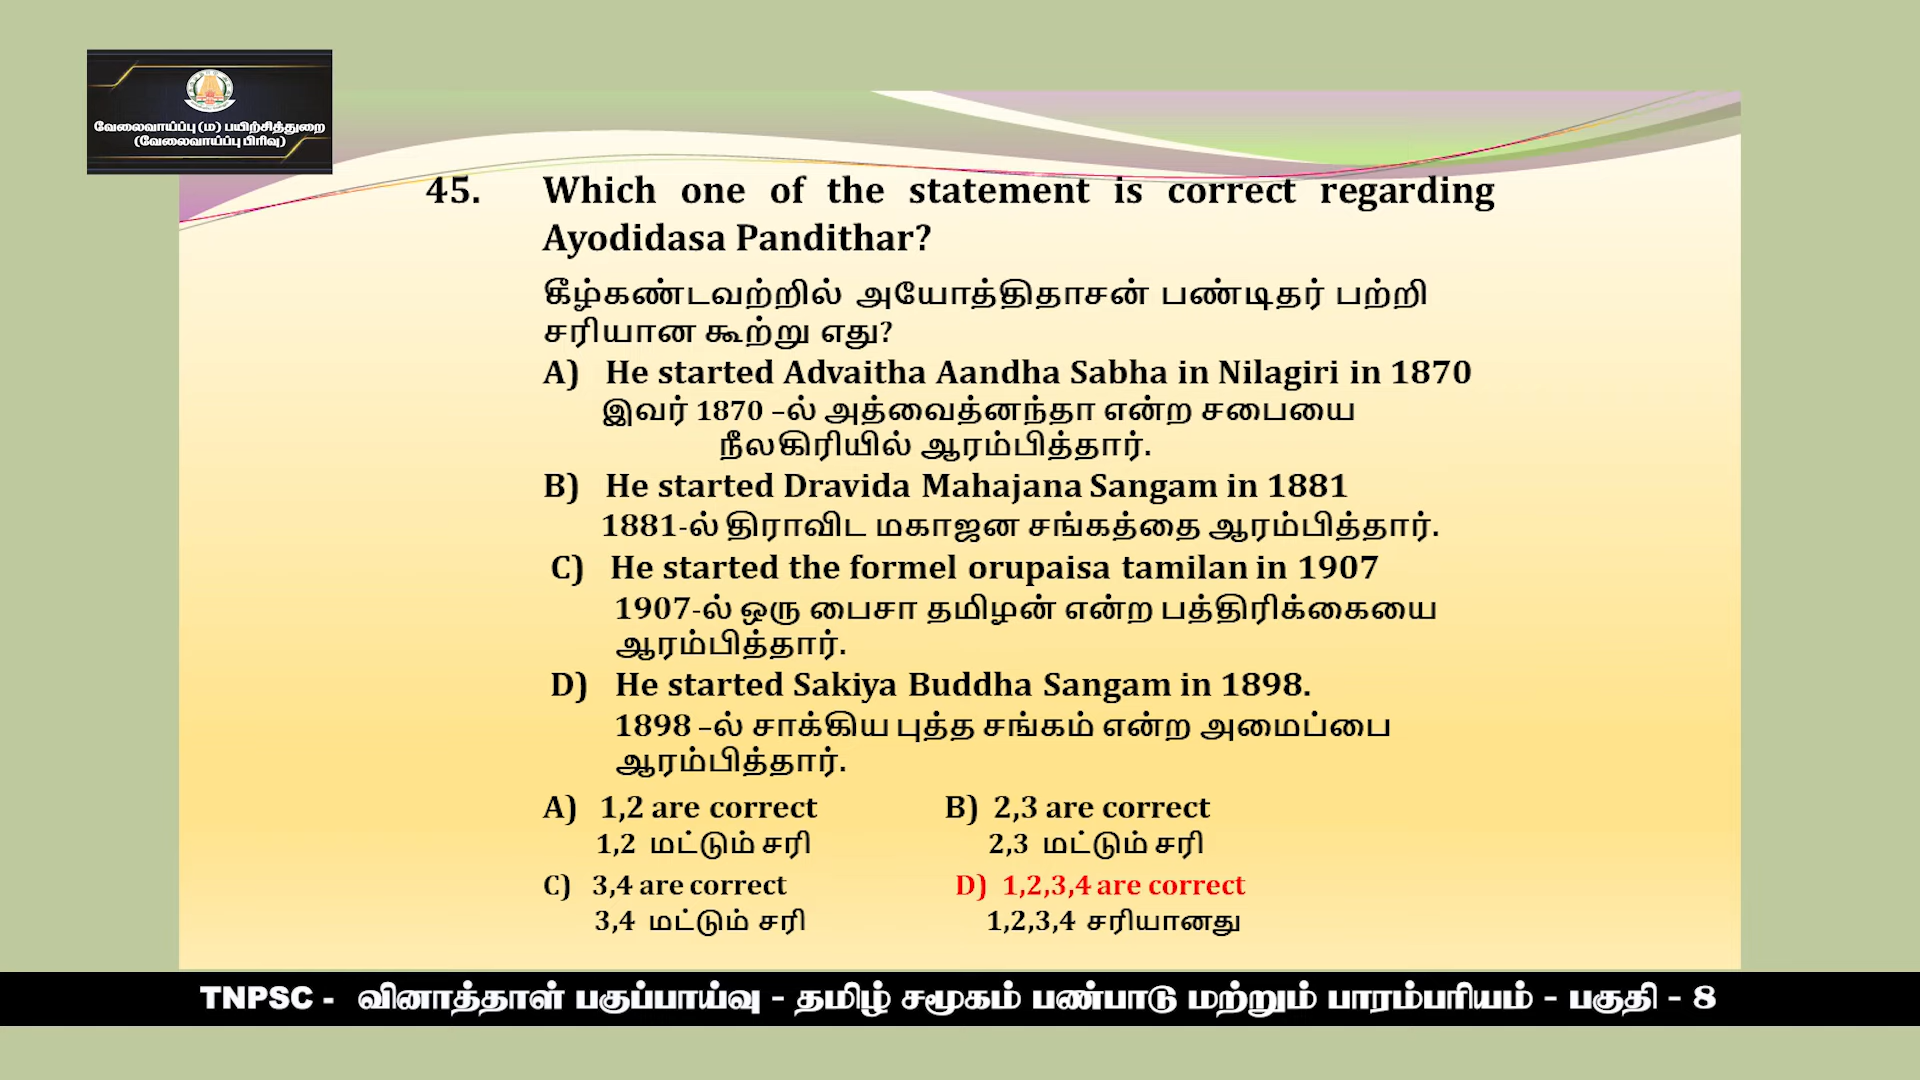 வேலைவாய்ப்பு (ம) பயிற்சித்துறை
(வேலைவாய்ப்பு பிரிவு)
45. Which one of the statement is correct regarding
Ayodidasa Pandithar?
கீழ்கண்டவற்றில் அயோத்திதாசன் பண்டிதர் பற்றி
சரியான கூற்று எது?
A) He started Advaitha Aandha Sabha in Nilagiri in 1870
இவர் 1870 –ல் அத்வைத்னந்தா என்ற சபையை
நீலகிரியில் ஆரம்பித்தார்.
B) He started Dravida Mahajana Sangam in 1881
1881-ல் திராவிட மகாஜன சங்கத்தை ஆரம்பித்தார்.
C) He started the formel orupaisa tamilan in 1907
1907-ல் ஒரு பைசா தமிழன் என்ற பத்திரிக்கையை
ஆரம்பித்தார்.
D) He started Sakiya Buddha Sangam in 1898.
1898 –ல் சாக்கிய புத்த சங்கம் என்ற அமைப்பை
ஆரம்பித்தார்.
A) 1,2 are correct B) 2,3 are correct
1,2 மட்டும் சரி 2,3 மட்டும் சரி
C) 3,4 are correct D) 1,2,3,4 are correct
3,4 மட்டும் சரி 1,2,3,4 சரியானது
TNPSC - வினாத்தாள் பகுப்பாய்வு - தமிழ் சமூகம் பண்பாடு மற்றும் பாரம்பரியம் - பகுதி - 8